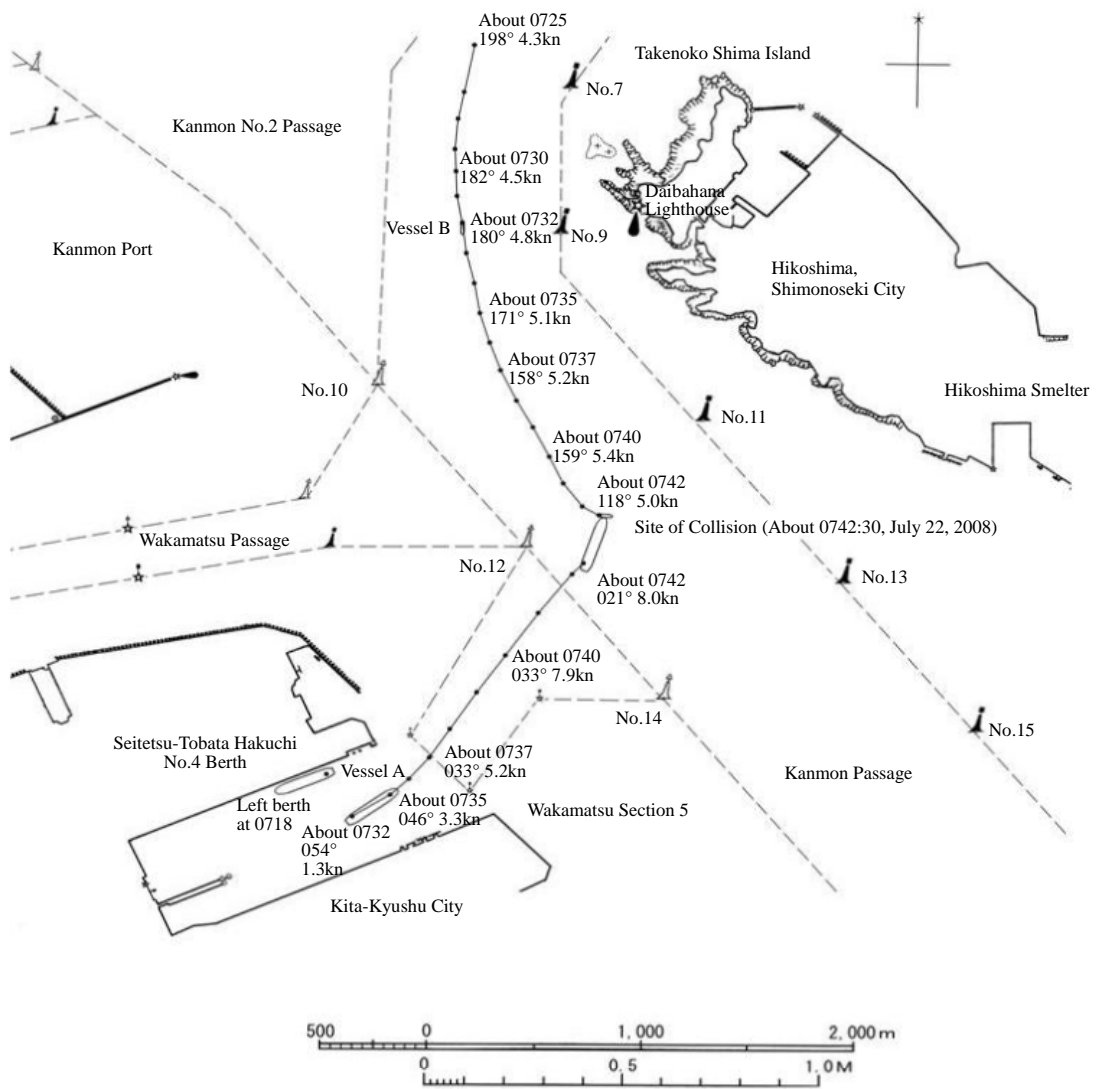 About 0725
198° 4.3kn
Takenoko Shima Island
No.7
Kanmon No.2 Passage
About 0730
182° 4.5kn
Daibahana
Lighthouse
Vessel B
About 0732
180° 4.8kn
No.9
Kanmon Port
Hikoshima,
Shimonoseki City
About 0735
171° 5.1kn
About 0737
158° 5.2kn
No.10
Hikoshima Smelter
No.11
About 0740
159° 5.4kn
About 0742
118° 5.0kn
Site of Collision (About 0742:30, July 22, 2008)
Wakamatsu Passage
No.12
No.13
About 0742
021° 8.0kn
About 0740
033° 7.9kn
No.14
No.15
Seitetsu-Tobata Hakuchi
No.4 Berth
Vessel A
About 0737
033° 5.2kn
Kanmon Passage
Left berth
at 0718
About 0735
046° 3.3kn
Wakamatsu Section 5
About 0732
054°
1.3kn
Kita-Kyushu City
500 0 1,000 2,000 m
0 0.5 1.0 M